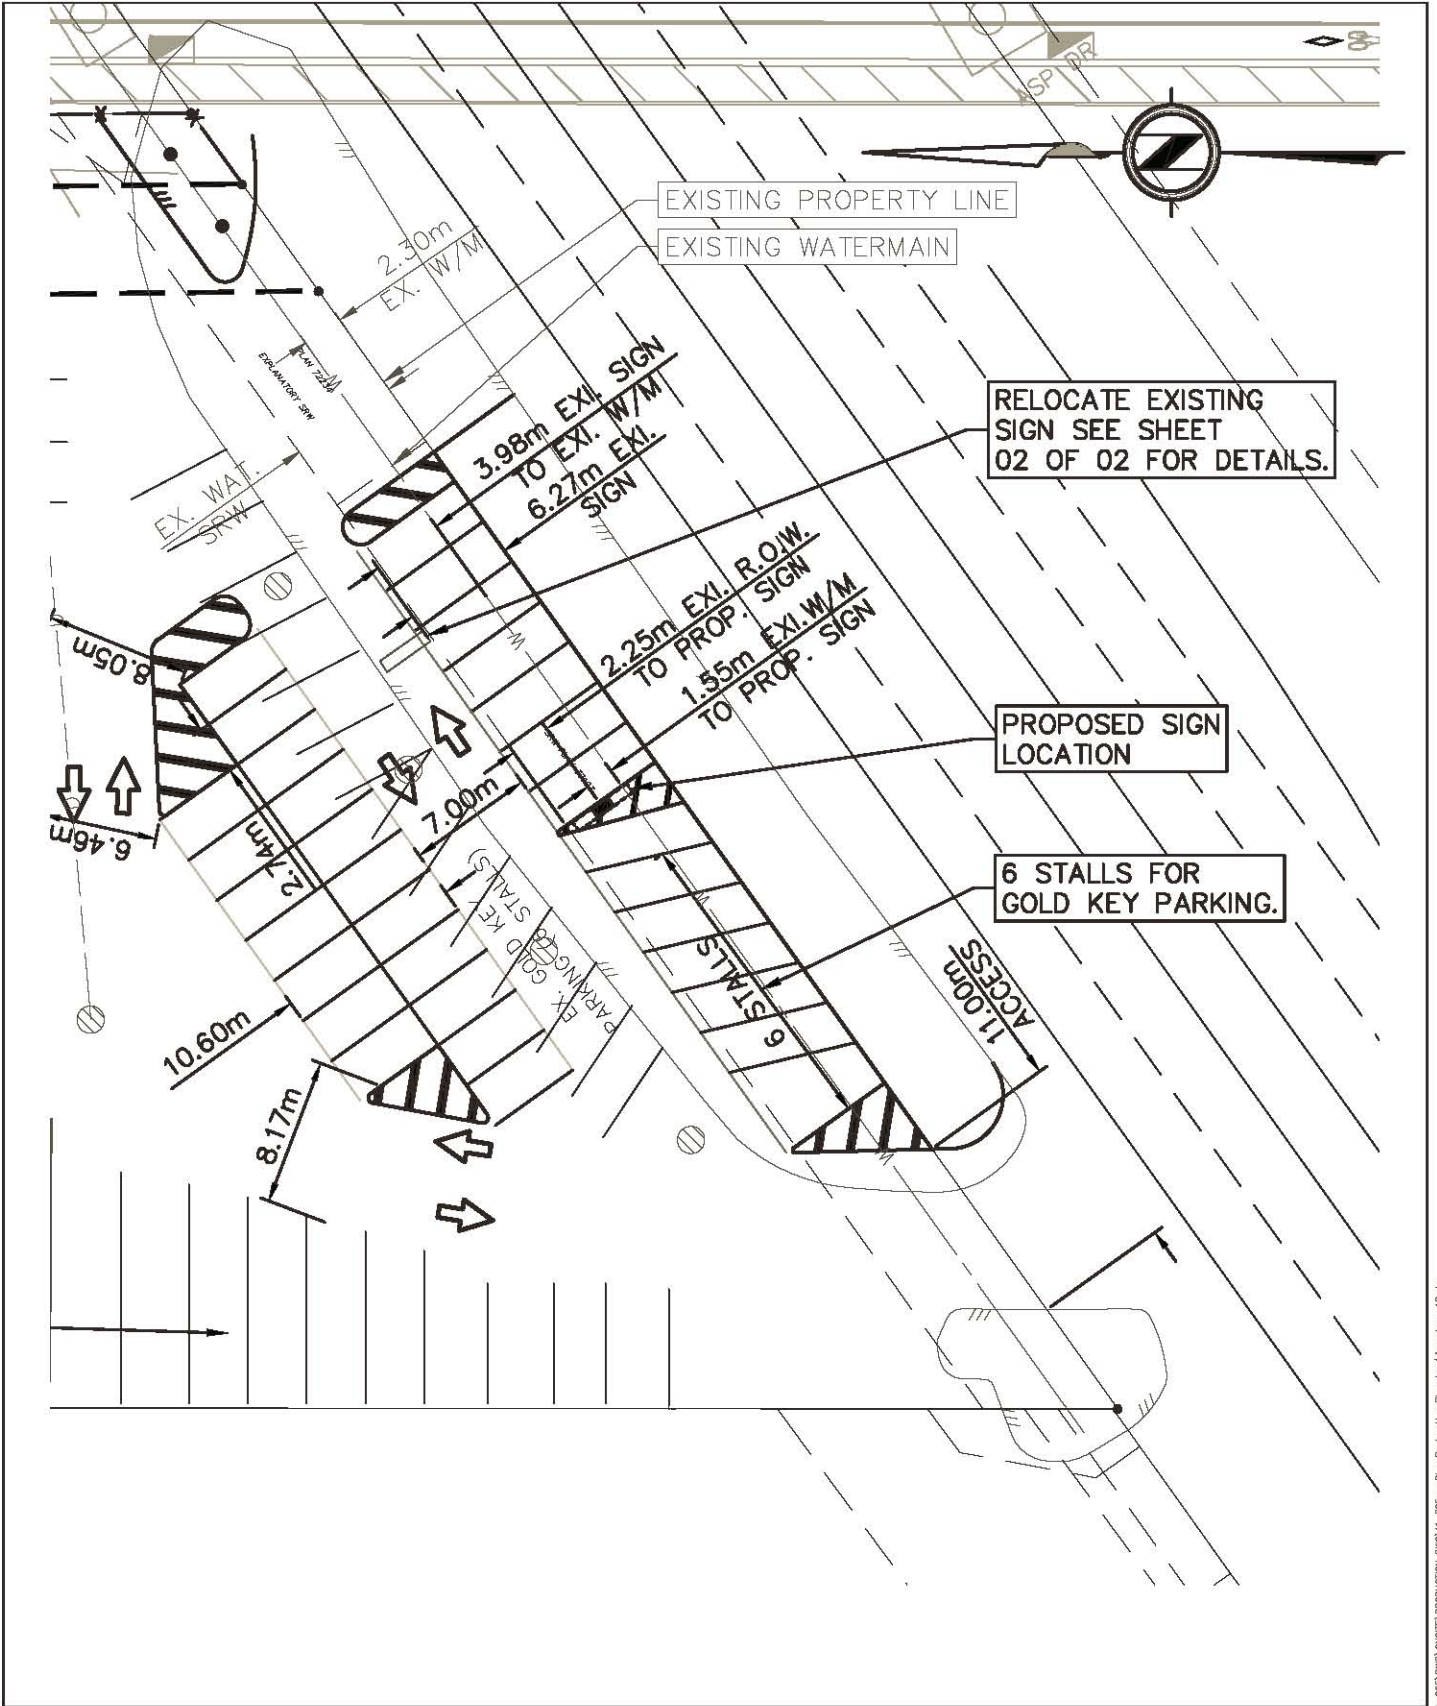 ASP DR
EXISTING PROPERTY LINE
EXISTING WATERMAIN
2.30m
EX. W/M
PLAN
EXPLANATORY SRW
3.98m EXI. SIGN
TO EXI. W/M
6.27m EXI.
SIGN
RELOCATE EXISTING
SIGN SEE SHEET
02 OF 02 FOR DETAILS.
EX. WAT.
SRW
W
2.25m EXI. R.O.W.
TO PROP. SIGN
1.55m EXI. W/M
TO PROP. SIGN
8.05m
PROPOSED SIGN
LOCATION
7.00m
6.46m
2.74m
6 STALLS FOR
GOLD KEY PARKING.
EX. GOLD KEY
PARKING (8 STALLS)
W
6 STALLS
11.00m
ACCESS
10.60m
8.17m
W